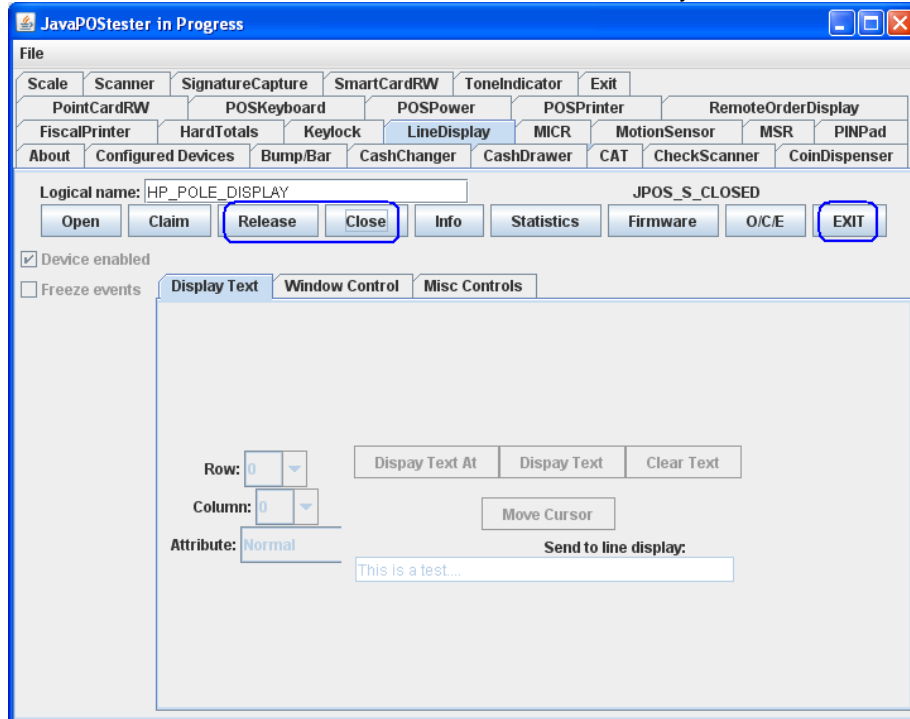 JavaPOStester in Progress
File
Scale Scanner SignatureCapture SmartCardRW ToneIndicator Exit
PointCardRW POSKeyboard POSPower POSPrinter RemoteOrderDisplay
FiscalPrinter HardTotals Keylock LineDisplay MICR MotionSensor MSR PINPad
About Configured Devices Bump/Bar CashChanger CashDrawer CAT CheckScanner CoinDispenser
Logical name: HP_POLE_DISPLAY JPOS_S_CLOSED
Open Claim Release Close Info Statistics Firmware O/C/E EXIT
Device enabled
Freeze events Display Text Window Control Misc Controls
Row: 0 Dispay Text At Dispay Text Clear Text
Column: 0 Move Cursor
Attribute: Normal Send to line display:
This is a test....